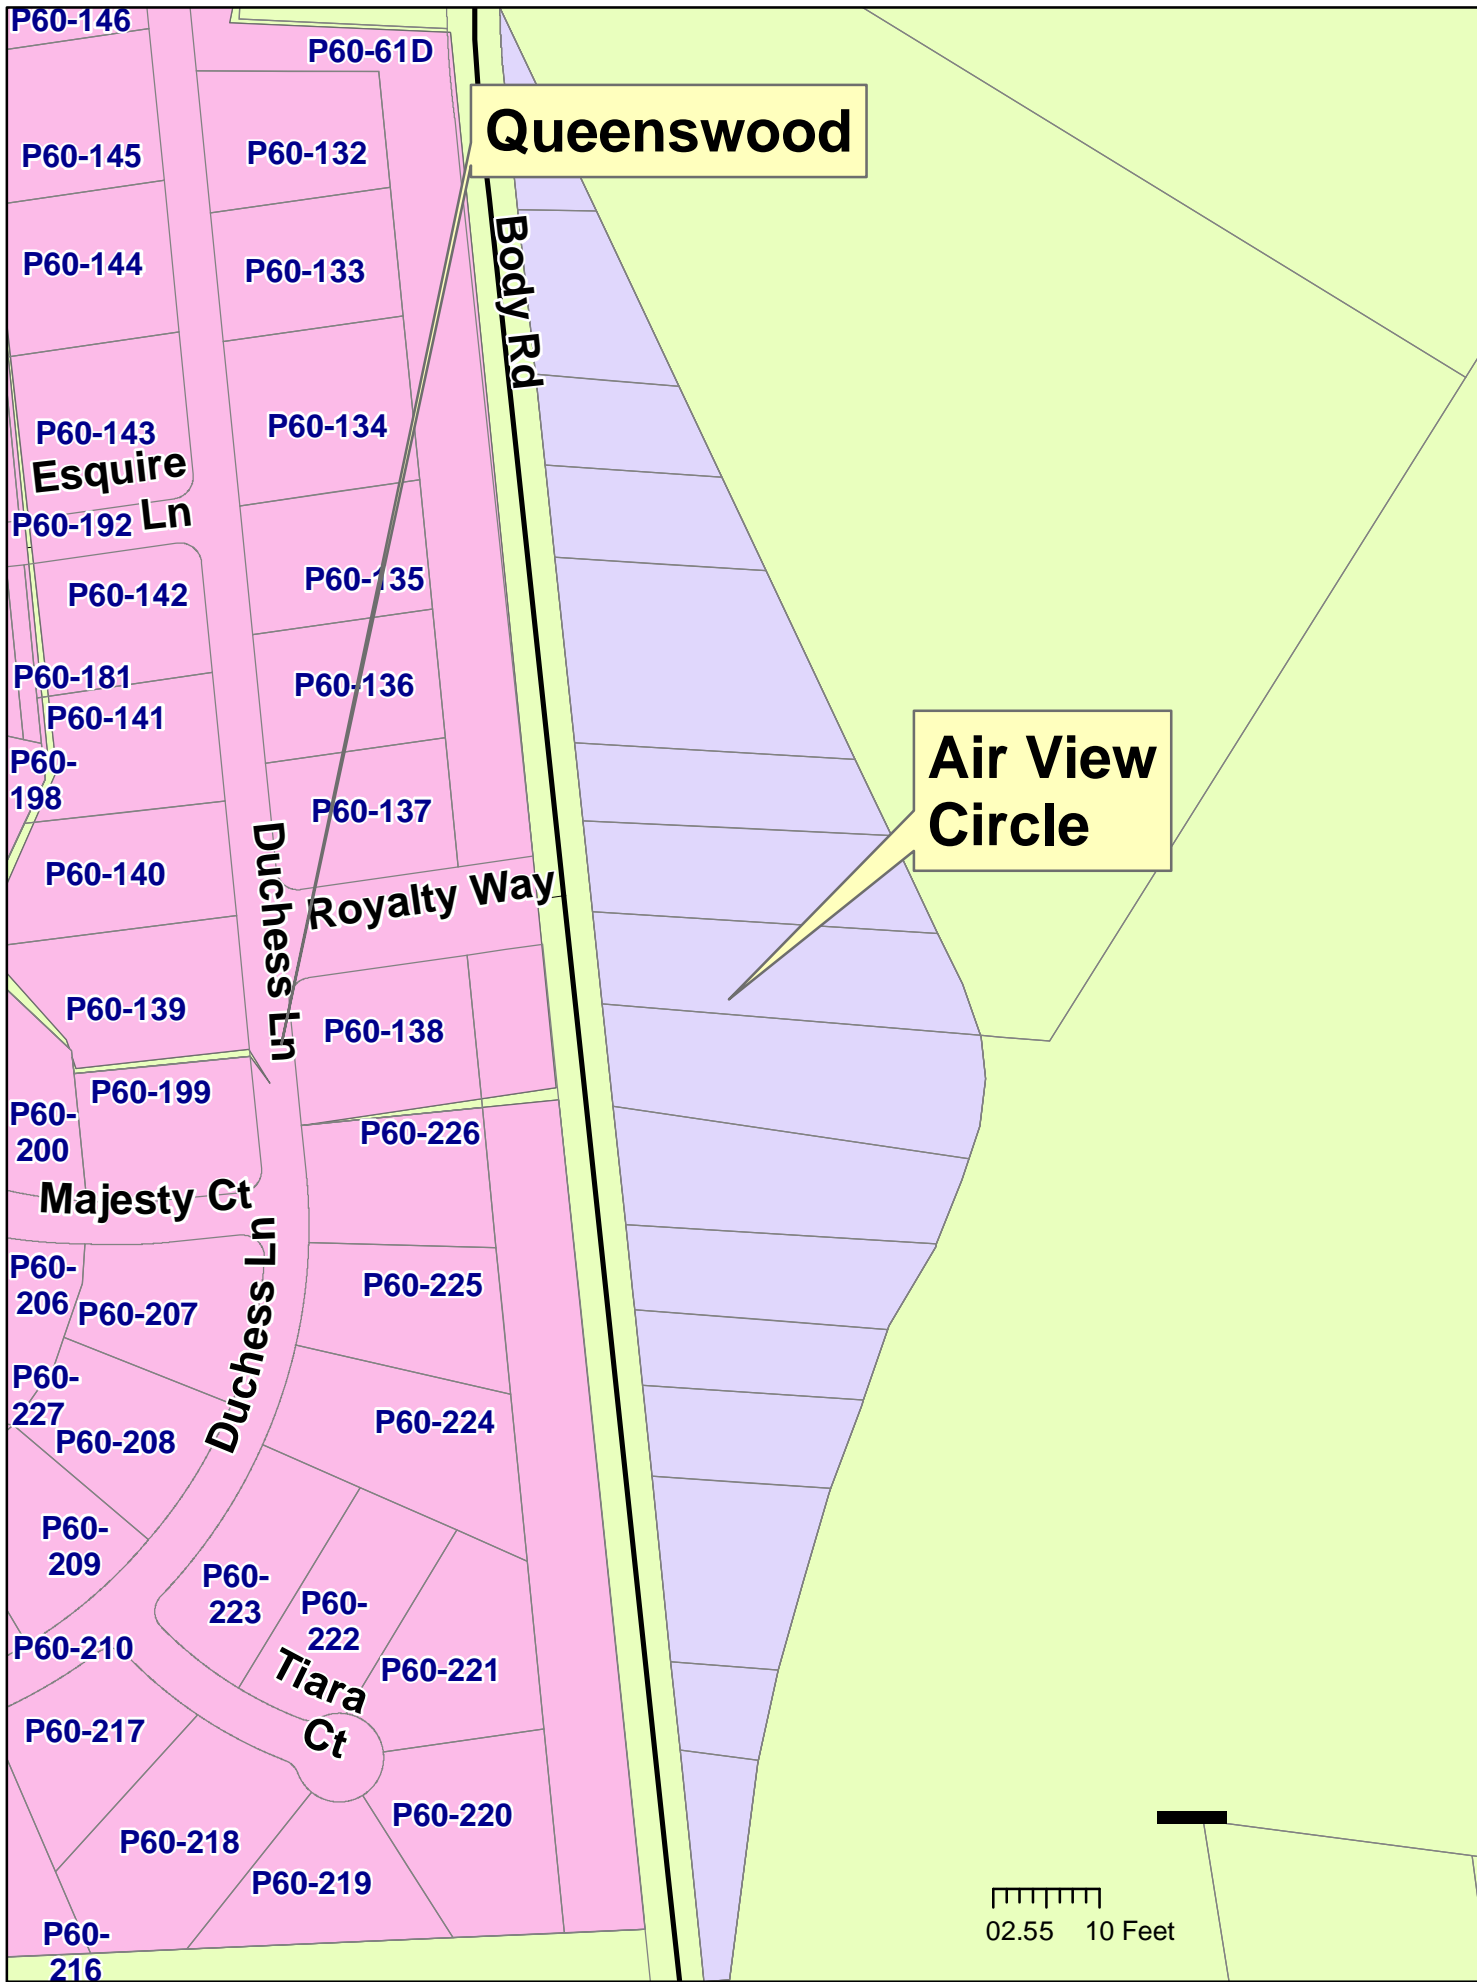 P60-146
P60-61D
Queenswood
P60-145
P60-132
P60-144
P60-133
Body Rd
P60-143
P60-134
Esquire
Ln
P60-192
P60-142
P60-135
P60-181
P60-141
P60-136
P60-
198
P60-137
Air View
Circle
P60-140
Duchess Ln
Royalty Way
P60-139
P60-138
P60-199
P60-
200
P60-226
Majesty Ct
P60-
206
P60-207
Duchess Ln
P60-225
P60-
227
P60-208
P60-224
P60-
209
P60-
223
P60-
222
P60-210
Tiara
Ct
P60-221
P60-217
P60-218
P60-220
P60-219
P60-
216
02.55 10 Feet